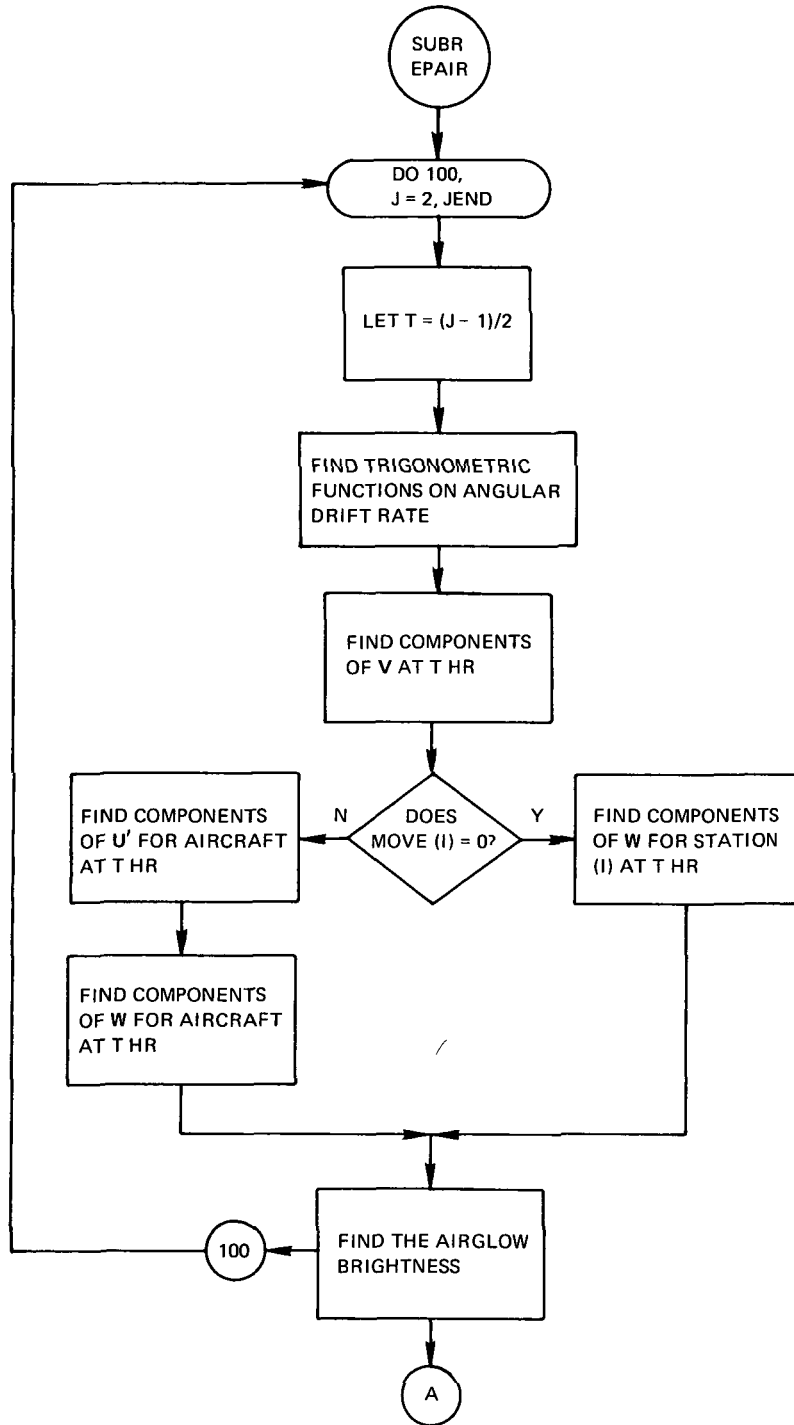 SUBR
EPAIR
DO 100,
J = 2, JEND
LET T = (J – 1)/2
FIND TRIGONOMETRIC
FUNCTIONS ON ANGULAR
DRIFT RATE
FIND COMPONENTS
OF V AT T HR
DOES
MOVE (I) = 0?
N
Y
FIND COMPONENTS
OF U' FOR AIRCRAFT
AT T HR
FIND COMPONENTS
OF W FOR STATION
(I) AT T HR
FIND COMPONENTS
OF W FOR AIRCRAFT
AT T HR
FIND THE AIRGLOW
BRIGHTNESS
100
A